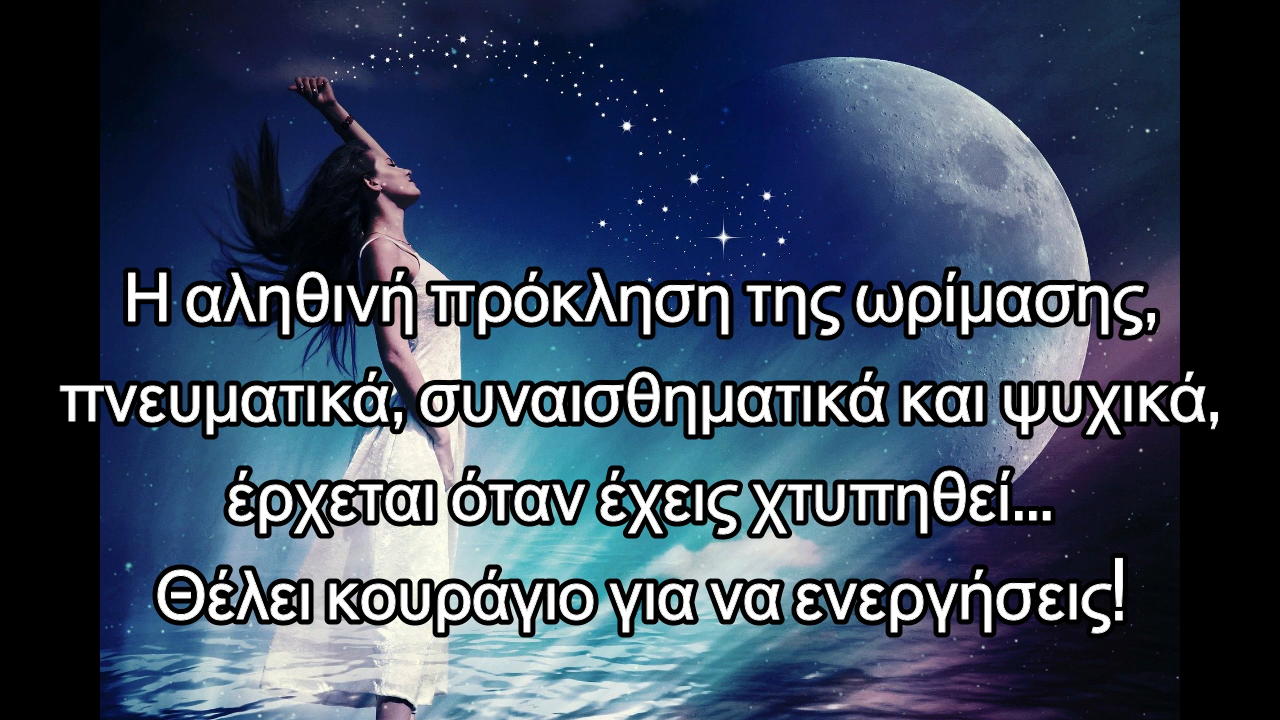 Η αληθινή πρόκληση της ωρίμασης,
πνευματικά, συναισθηματικά και ψυχικά,
έρχεται όταν έχεις χτυπηθεί...
Θέλει κουράγιο για να ενεργήσεις!